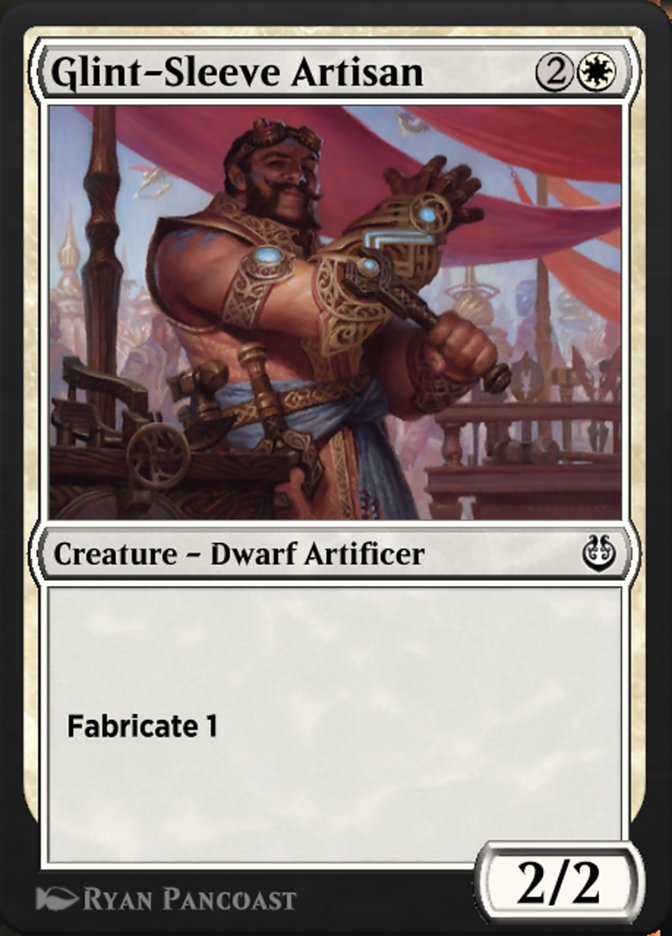 Glint-Sleeve Artisan 2
Creature – Dwarf Artificer
Fabricate 1
2/2
Ryan Pancoast